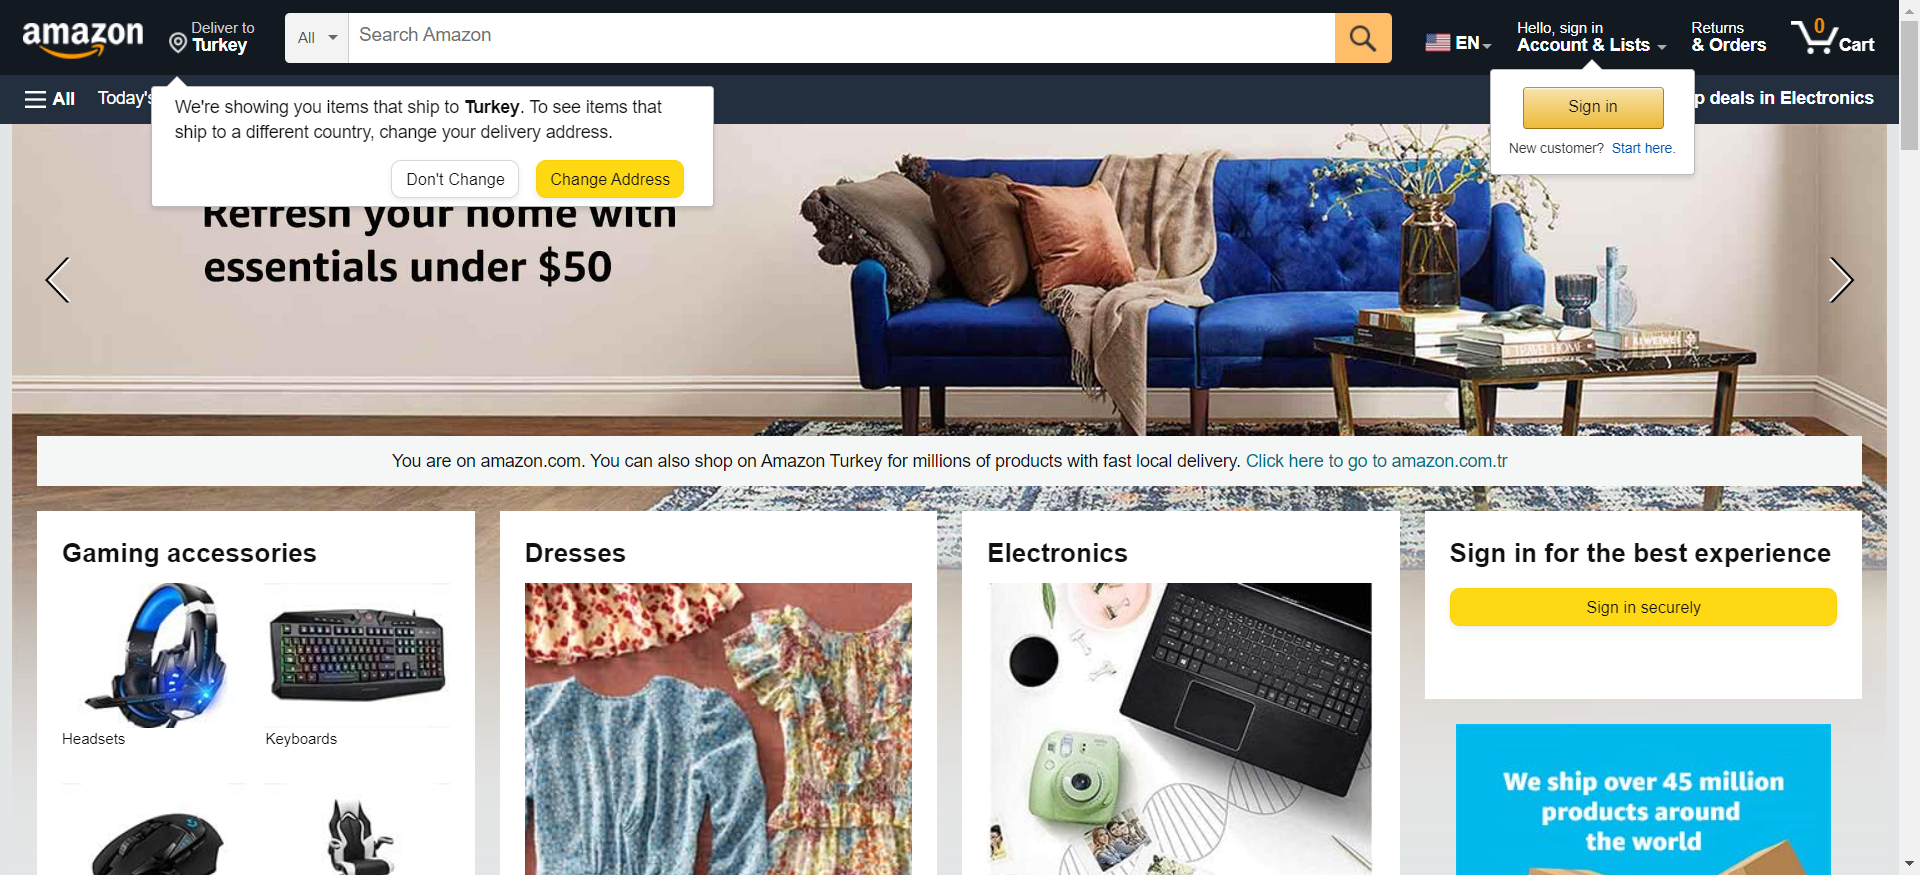 amazon
Deliver to
Turkey
All
Search Amazon
EN
Hello, sign in
Account & Lists
Returns
& Orders
0
Cart
All
Today's
p deals in Electronics
We're showing you items that ship to Turkey. To see items that
ship to a different country, change your delivery address.
Don't Change
Change Address
Sign in
New customer? Start here.
Refresh your home with
essentials under $50
TRAVEL HOME
AI WEIWEI
You are on amazon.com. You can also shop on Amazon Turkey for millions of products with fast local delivery. Click here to go to amazon.com.tr
Gaming accessories
Headsets
Keyboards
Dresses
Electronics
Sign in for the best experience
Sign in securely
We ship over 45 million
products around
the world